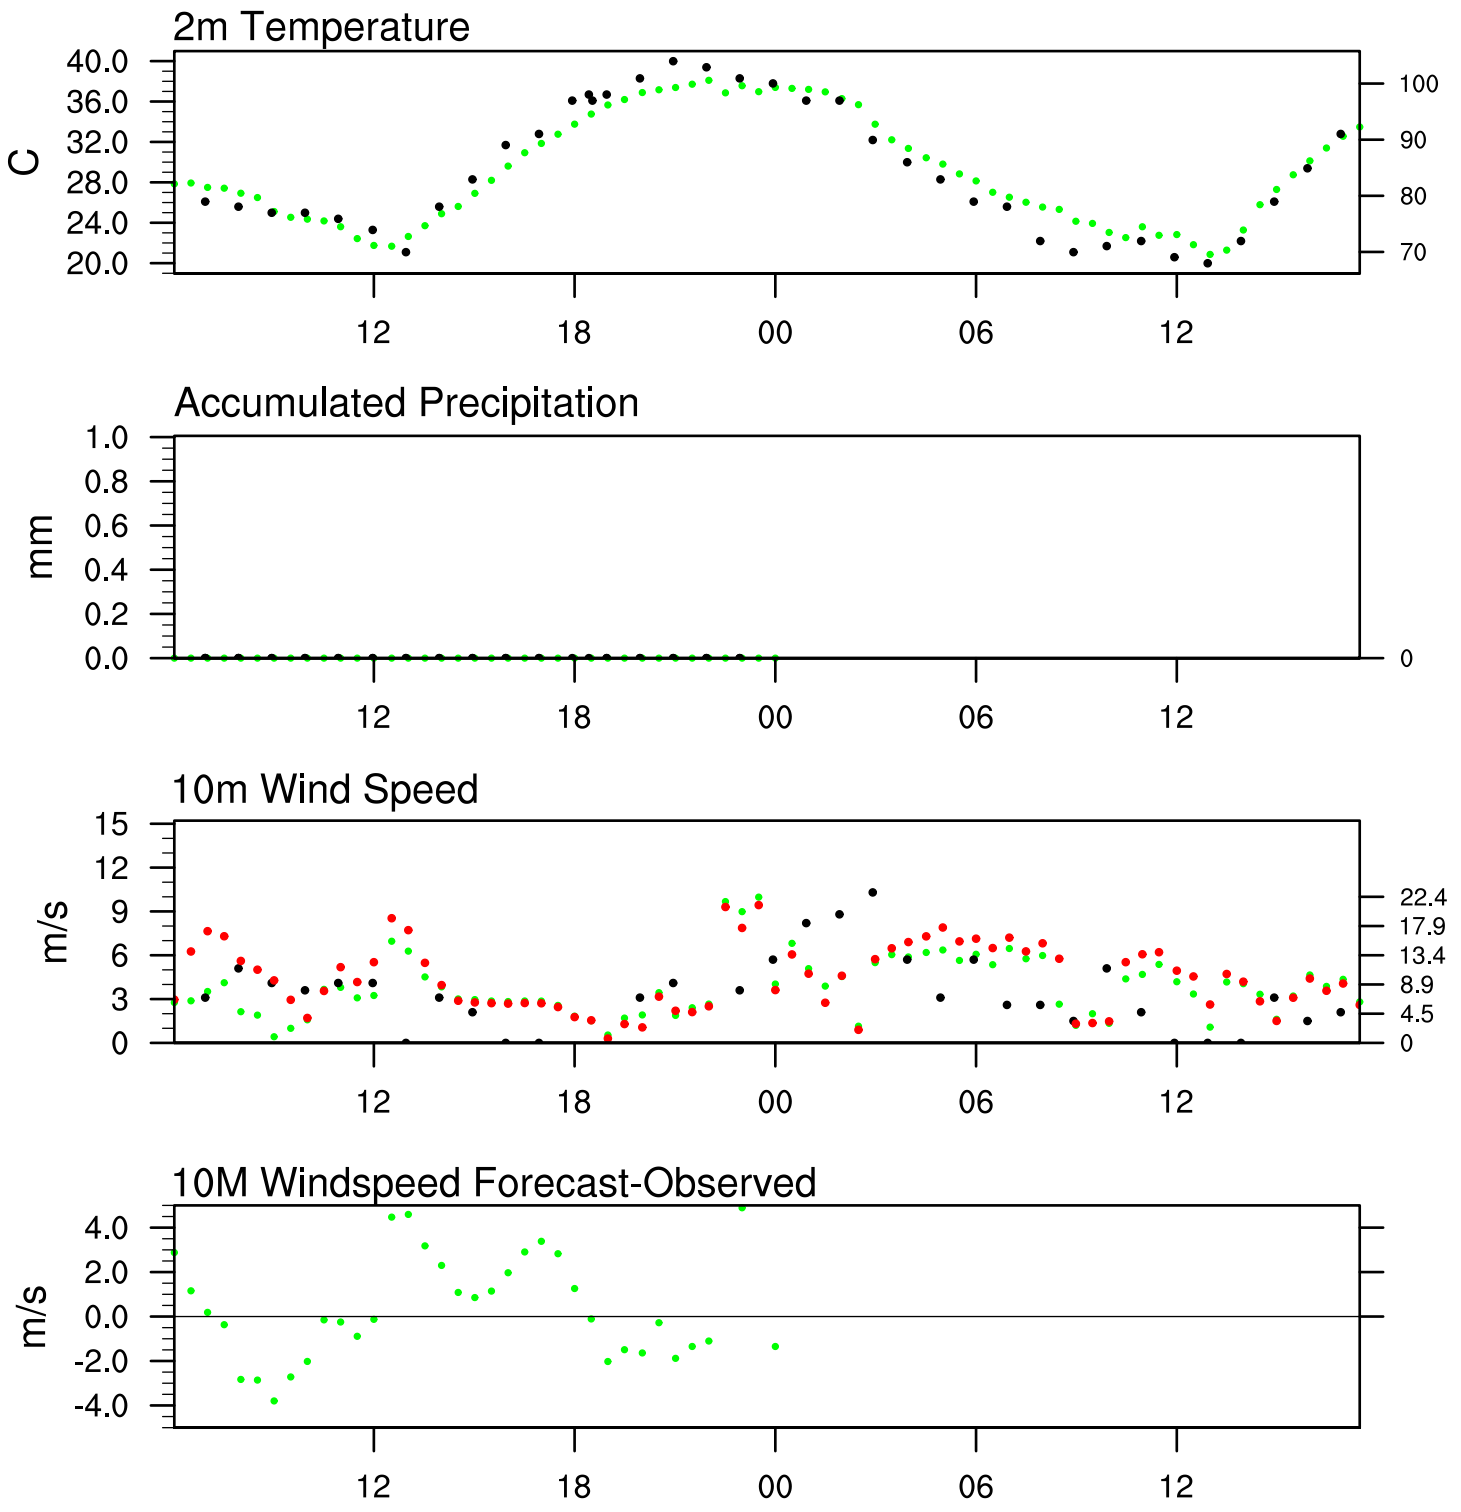 2m Temperature
40.0
36.0
32.0
28.0
24.0
20.0
C
100
90
80
70
12 18 00 06 12
Accumulated Precipitation
1.0
0.8
0.6
0.4
0.2
0.0
mm
0
12 18 00 06 12
10m Wind Speed
15
12
9
6
3
0
m/s
22.4
17.9
13.4
8.9
4.5
0
12 18 00 06 12
10M Windspeed Forecast-Observed
4.0
2.0
0.0
-2.0
-4.0
m/s
12 18 00 06 12